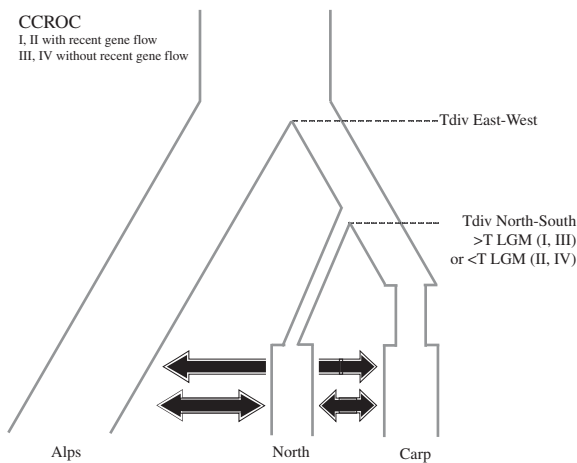 CCROC
I, II with recent gene flow
III, IV without recent gene flow
Tdiv East-West
Tdiv North-South
>T LGM (I, III)
or <T LGM (II, IV)
Alps
North
Carp